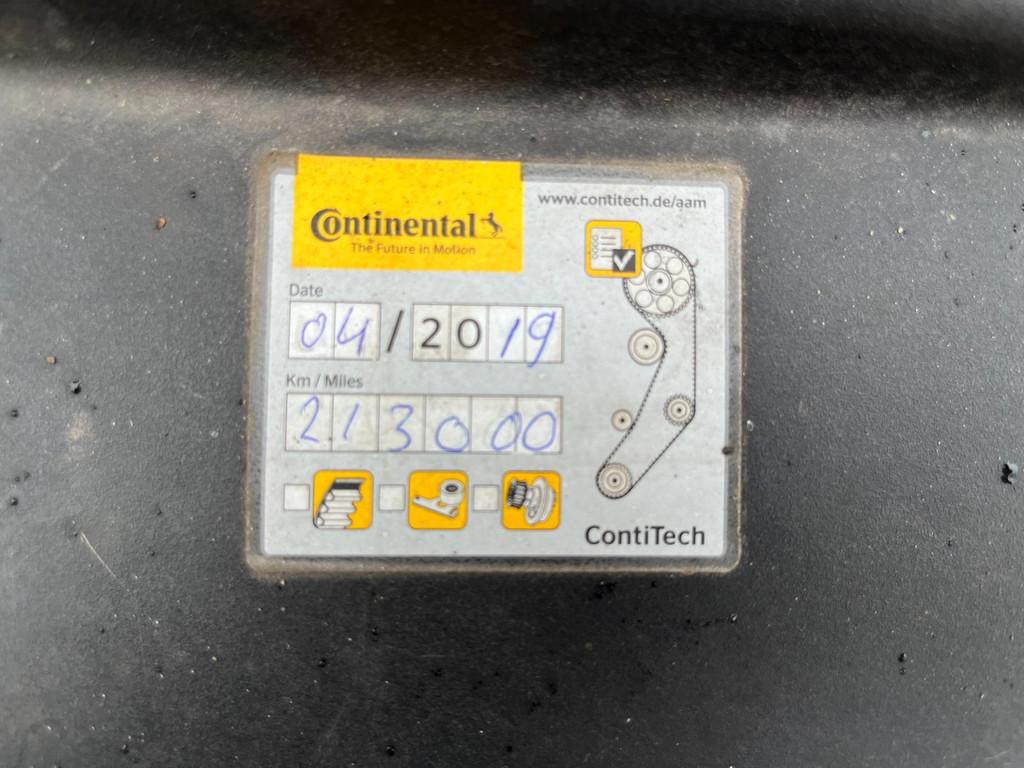 Continental
The Future in Motion
www.contitech.de/aam
Date
04/2019
Km / Miles
213000
ContiTech